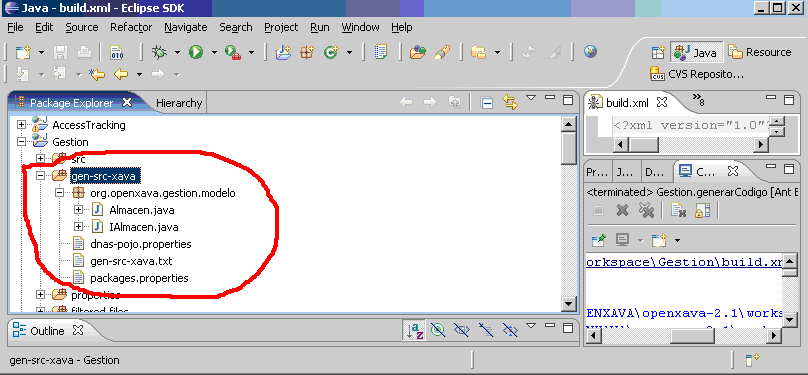 Java - build.xml - Eclipse SDK
File Edit Source Refactor Navigate Search Project Run Window Help
Java
Resource
CVS Reposito...
Package Explorer
Hierarchy
AccessTracking
Gestion
src
gen-src-xava
org.openxava.gestion.modelo
Almacen.java
IAlmacen.java
dnas-pojo.properties
gen-src-xava.txt
packages.properties
properties
filtered files
Outline
build.xml
»8
<?xml version="1.0"?
P... J... D... C...
<terminated> Gestion.generarCodigo [Ant B
orkspace\Gestion\build.xm
ENXAVA\openxava-2.1\works
gen-src-xava - Gestion